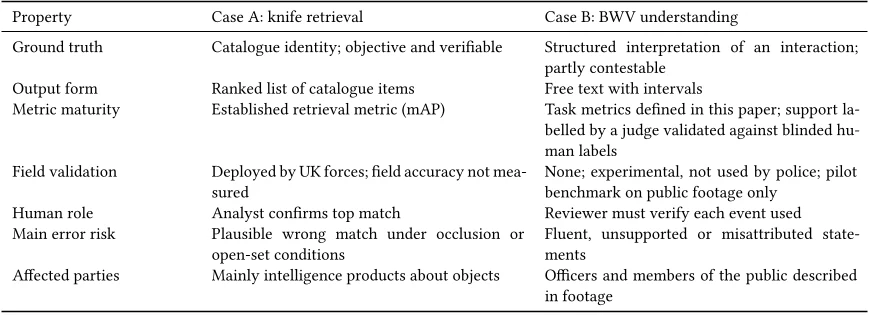 Property Case A: knife retrieval Case B: BWV understanding
Ground truth Catalogue identity; objective and verifiable Structured interpretation of an interaction;
partly contestable
Output form Ranked list of catalogue items Free text with intervals
Metric maturity Established retrieval metric (mAP) Task metrics defined in this paper; support la-
belled by a judge validated against blinded hu-
man labels
Field validation Deployed by UK forces; field accuracy not mea- None; experimental, not used by police; pilot
sured benchmark on public footage only
Human role Analyst confirms top match Reviewer must verify each event used
Main error risk Plausible wrong match under occlusion or Fluent, unsupported or misattributed state-
open-set conditions ments
Affected parties Mainly intelligence products about objects Officers and members of the public described
in footage